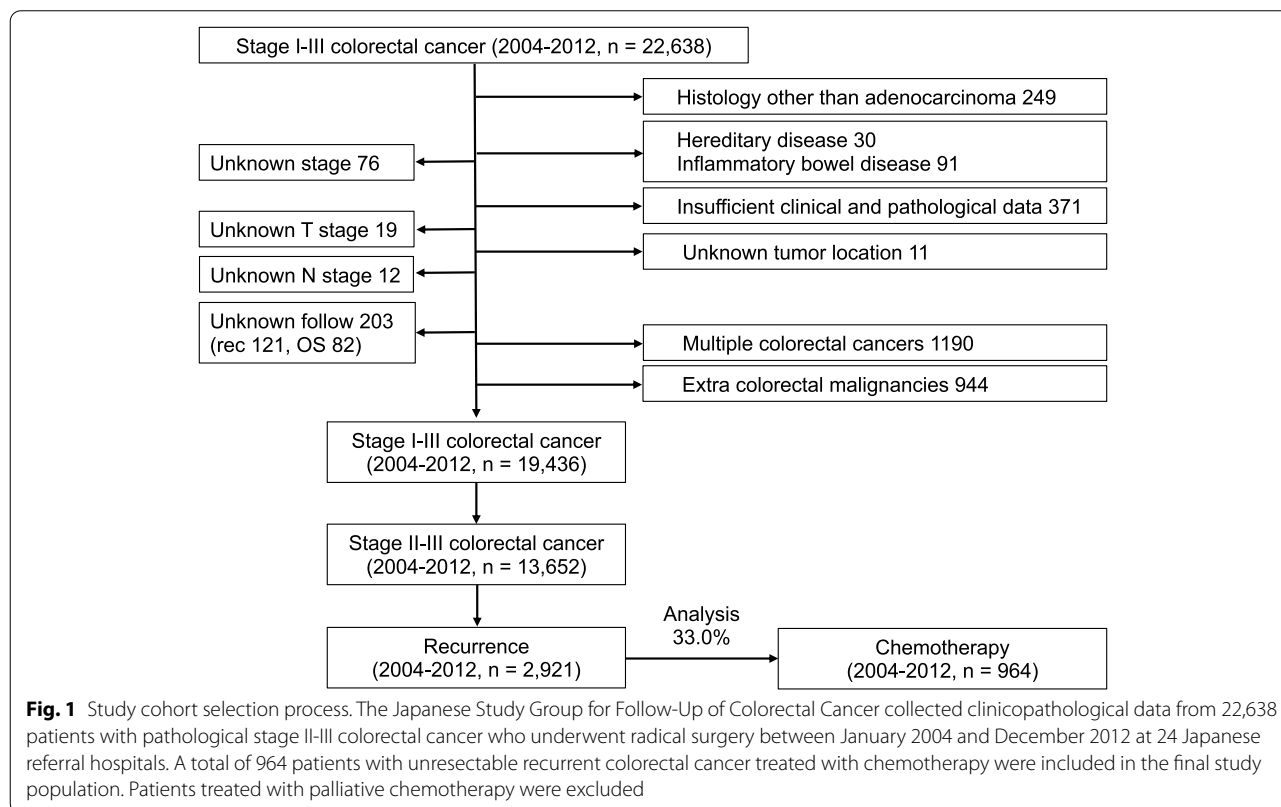 Stage I-III colorectal cancer (2004-2012, n = 22,638)
Histology other than adenocarcinoma 249
Hereditary disease 30
Inflammatory bowel disease 91
Unknown stage 76
Insufficient clinical and pathological data 371
Unknown T stage 19
Unknown tumor location 11
Unknown N stage 12
Unknown follow 203
(rec 121, OS 82)
Multiple colorectal cancers 1190
Extra colorectal malignancies 944
Stage I-III colorectal cancer
(2004-2012, n = 19,436)
Stage II-III colorectal cancer
(2004-2012, n = 13,652)
Recurrence
(2004-2012, n = 2,921)
Analysis
33.0%
Chemotherapy
(2004-2012, n = 964)
Fig. 1 Study cohort selection process. The Japanese Study Group for Follow-Up of Colorectal Cancer collected clinicopathological data from 22,638
patients with pathological stage II-III colorectal cancer who underwent radical surgery between January 2004 and December 2012 at 24 Japanese
referral hospitals. A total of 964 patients with unresectable recurrent colorectal cancer treated with chemotherapy were included in the final study
population. Patients treated with palliative chemotherapy were excluded